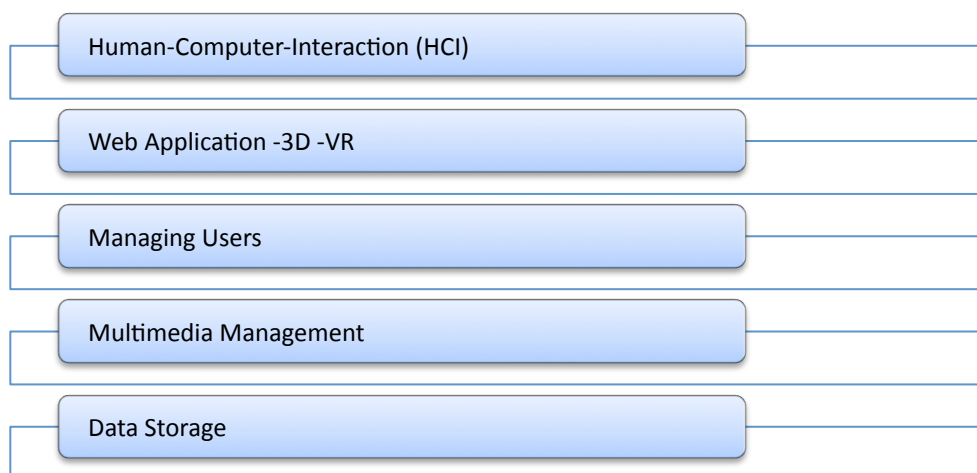 Human-Computer-Interaction (HCI)
Web Application -3D -VR
Managing Users
Multimedia Management
Data Storage